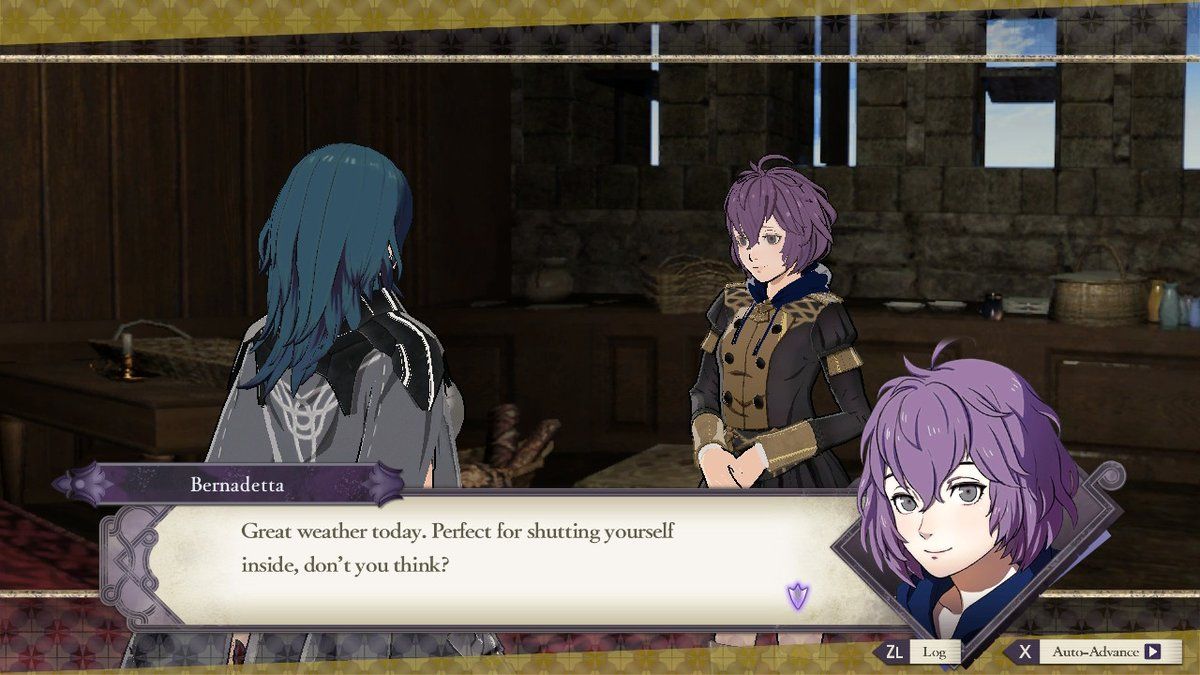 Bernadetta
Great weather today. Perfect for shutting yourself
inside, don't you think?
ZL Log
X Auto-Advance